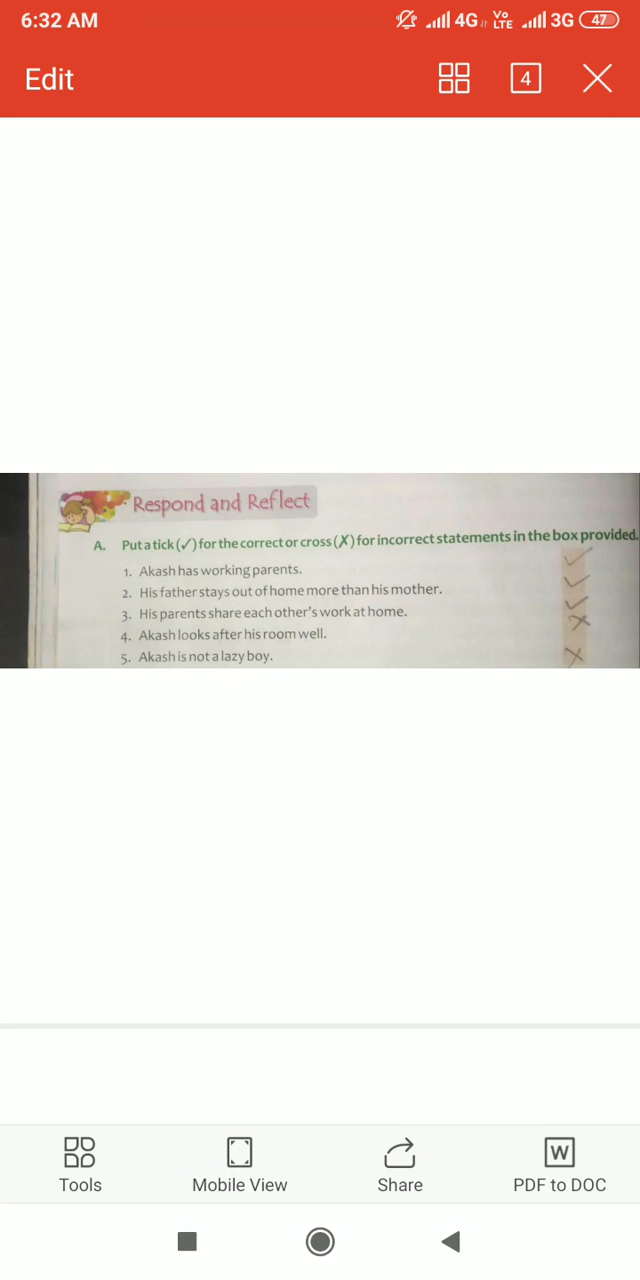 6:32 AM 4G Vo LTE 3G 47
Edit 4
Respond and Reflect
A. Put a tick (✓) for the correct or cross (✗) for incorrect statements in the box provided.
1. Akash has working parents. ✓
2. His father stays out of home more than his mother. ✓
3. His parents share each other's work at home. ✓
4. Akash looks after his room well. ✗
5. Akash is not a lazy boy. ✗
Tools Mobile View Share W PDF to DOC